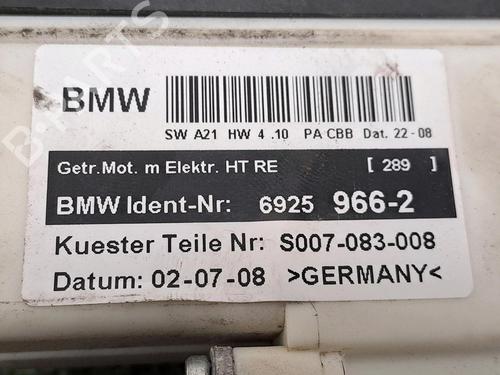 BMW
SW A21 HW 4 .10 PA CBB Dat. 22-08
Getr.Mot. m Elektr. HT RE [ 289 ]
BMW Ident-Nr: 6925 966-2
Kuester Teile Nr: S007-083-008
Datum: 02-07-08 >GERMANY<
B-PARTS